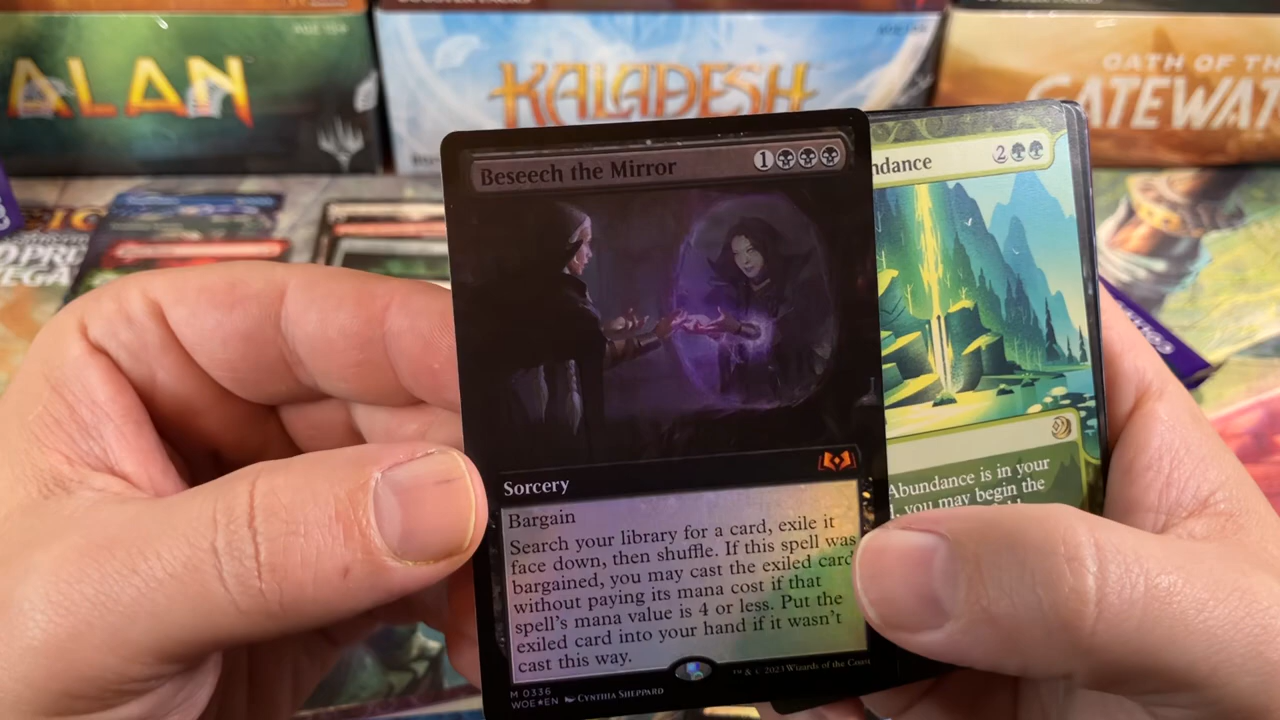 ALAN
KALADESH
OATH OF TH
GATEWAT
Beseech the Mirror
1
ndance
2
Sorcery
Bargain
Search your library for a card, exile it
face down, then shuffle. If this spell was
bargained, you may cast the exiled card
without paying its mana cost if that
spell's mana value is 4 or less. Put the
exiled card into your hand if it wasn't
cast this way.
Abundance is in your
, you may begin the
M 0336
WOE★EN CYNTHIA SHEPPARD
™ & © 2023 Wizards of the Coast